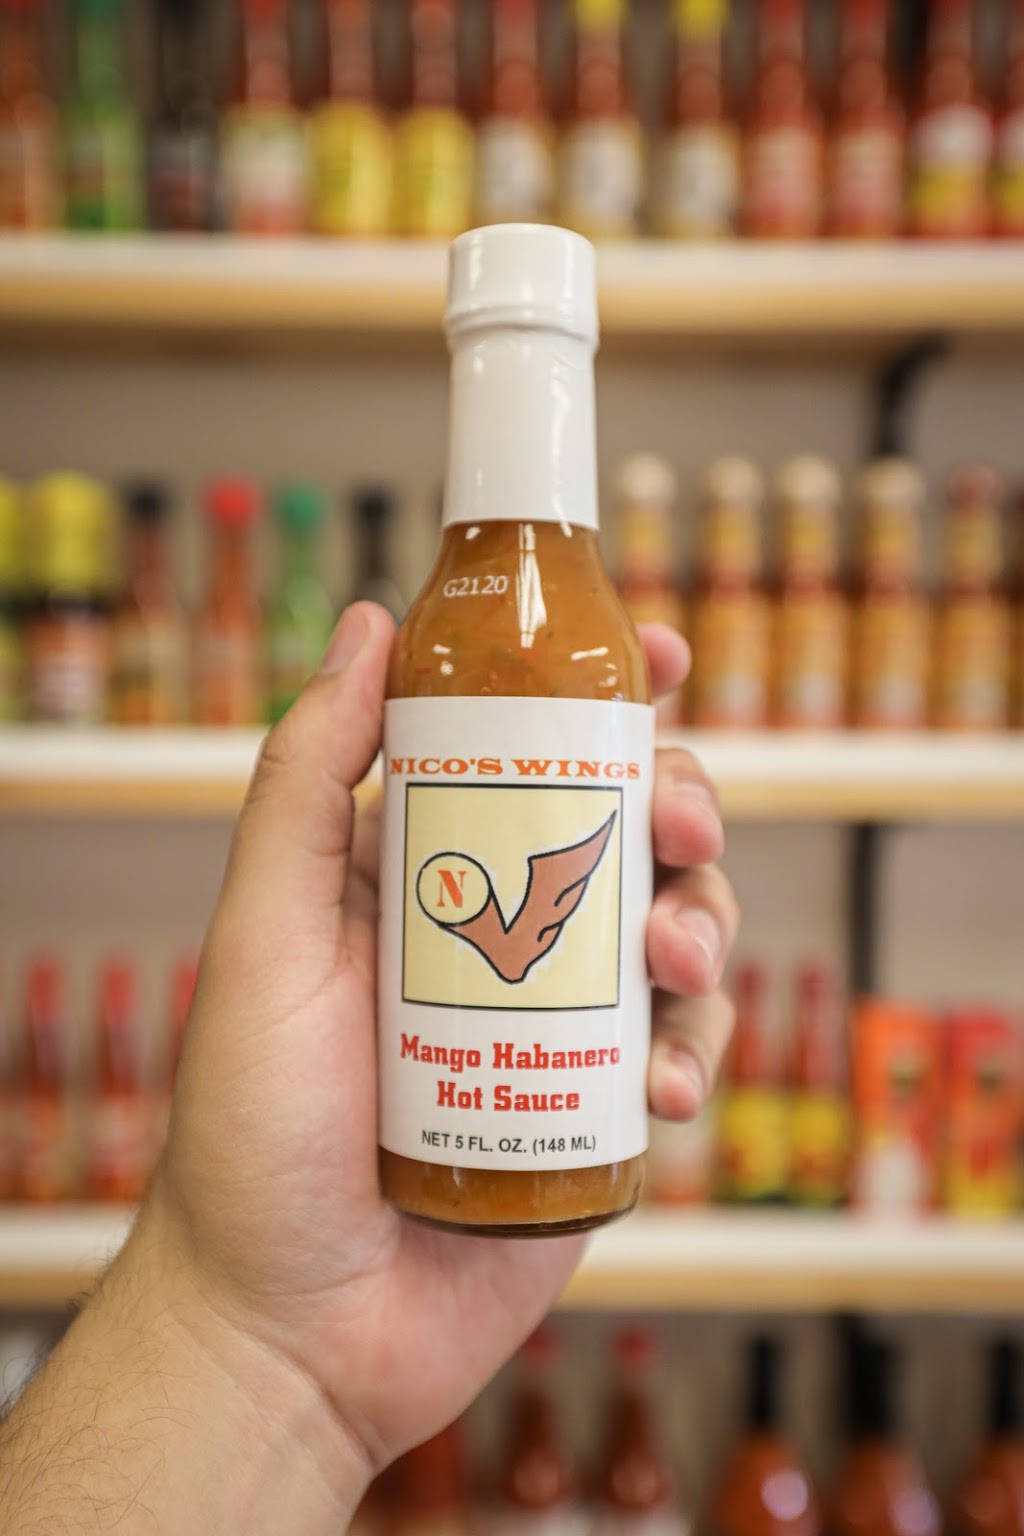 G2120
NICO'S WINGS
N
Mango Habanero
Hot Sauce
NET 5 FL. OZ. (148 ML)